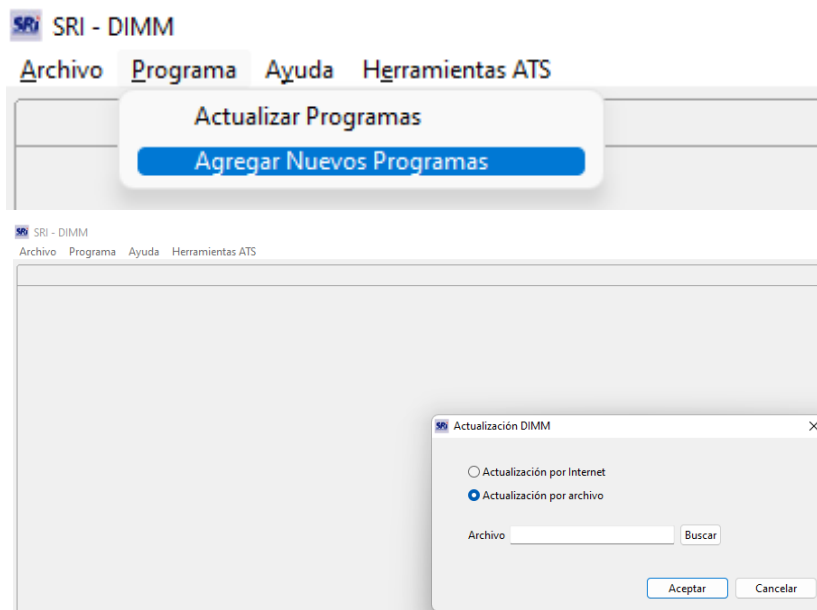 SRi SRI - DIMM
Archivo Programa Ayuda Herramientas ATS
Actualizar Programas
Agregar Nuevos Programas
SRi SRI - DIMM
Archivo Programa Ayuda Herramientas ATS
SRi Actualización DIMM
Actualización por Internet
Actualización por archivo
Archivo Buscar
Aceptar Cancelar